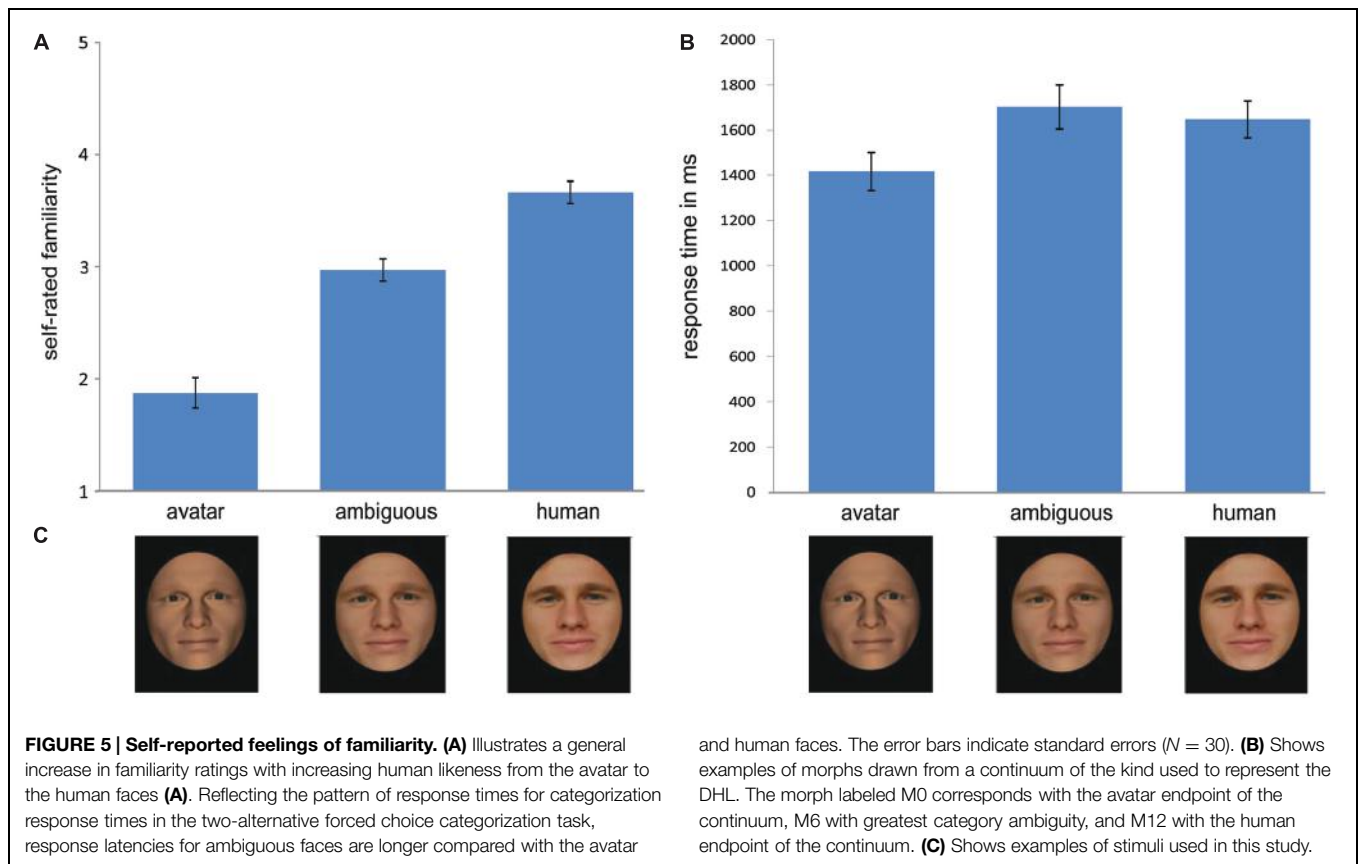 A
5
4
3
2
1
self-rated familiarity
avatar ambiguous human
B
2000
1800
1600
1400
1200
1000
800
600
400
200
0
response time in ms
avatar ambiguous human
C
FIGURE 5 | Self-reported feelings of familiarity. (A) Illustrates a general
increase in familiarity ratings with increasing human likeness from the avatar to
the human faces (A). Reflecting the pattern of response times for categorization
response times in the two-alternative forced choice categorization task,
response latencies for ambiguous faces are longer compared with the avatar
and human faces. The error bars indicate standard errors (N = 30). (B) Shows
examples of morphs drawn from a continuum of the kind used to represent the
DHL. The morph labeled M0 corresponds with the avatar endpoint of the
continuum, M6 with greatest category ambiguity, and M12 with the human
endpoint of the continuum. (C) Shows examples of stimuli used in this study.